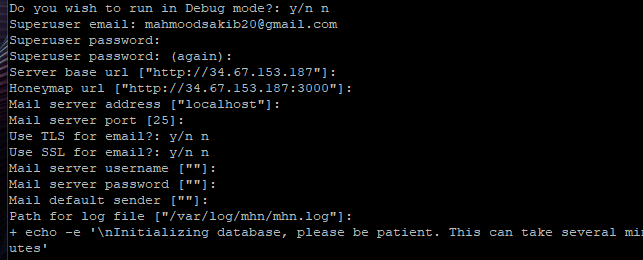 Do you wish to run in Debug mode?: y/n n
Superuser email: mahmoodsakib20@gmail.com
Superuser password:
Superuser password: (again):
Server base url ["http://34.67.153.187"]:
Honeymap url ["http://34.67.153.187:3000"]:
Mail server address ["localhost"]:
Mail server port [25]:
Use TLS for email?: y/n n
Use SSL for email?: y/n n
Mail server username [""]:
Mail server password [""]:
Mail default sender [""]:
Path for log file ["/var/log/mhn/mhn.log"]:
+ echo -e '\nInitializing database, please be patient. This can take several min
utes'